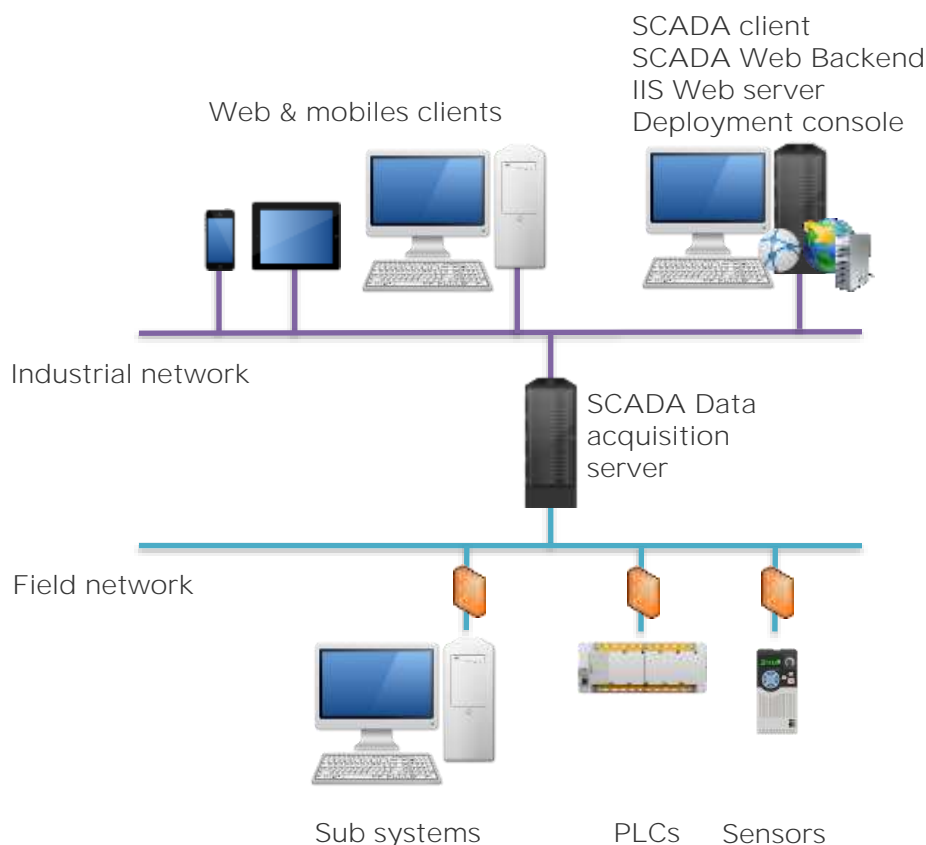 SCADA client
SCADA Web Backend
IIS Web server
Deployment console
Web & mobiles clients
Industrial network
SCADA Data
acquisition
server
Field network
Sub systems
PLCs
Sensors